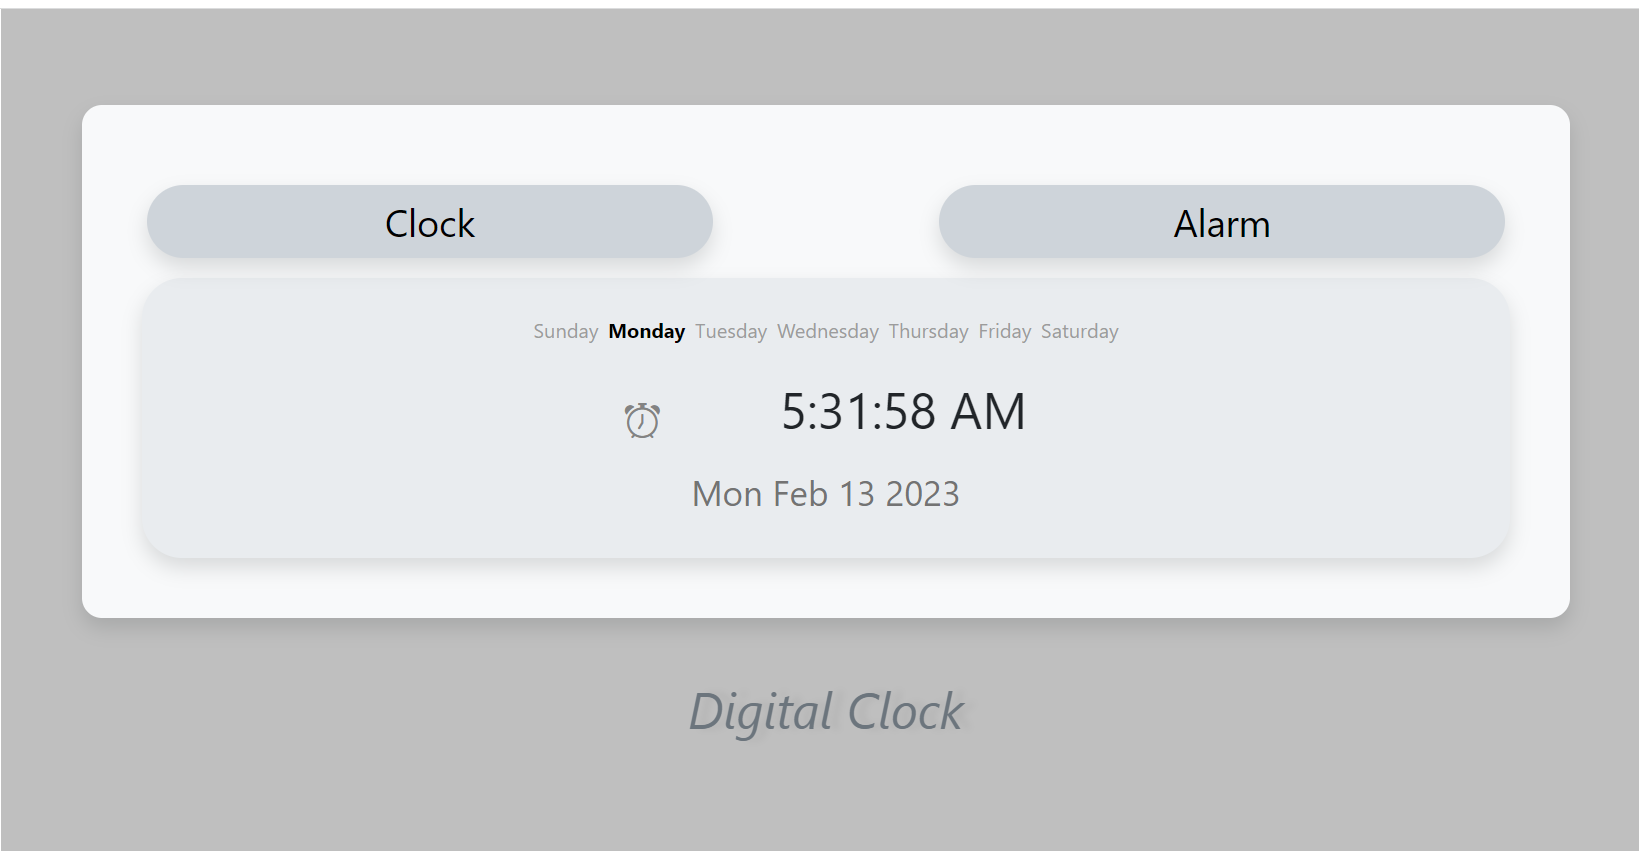 Clock Alarm
Sunday Monday Tuesday Wednesday Thursday Friday Saturday
5:31:58 AM
Mon Feb 13 2023
Digital Clock